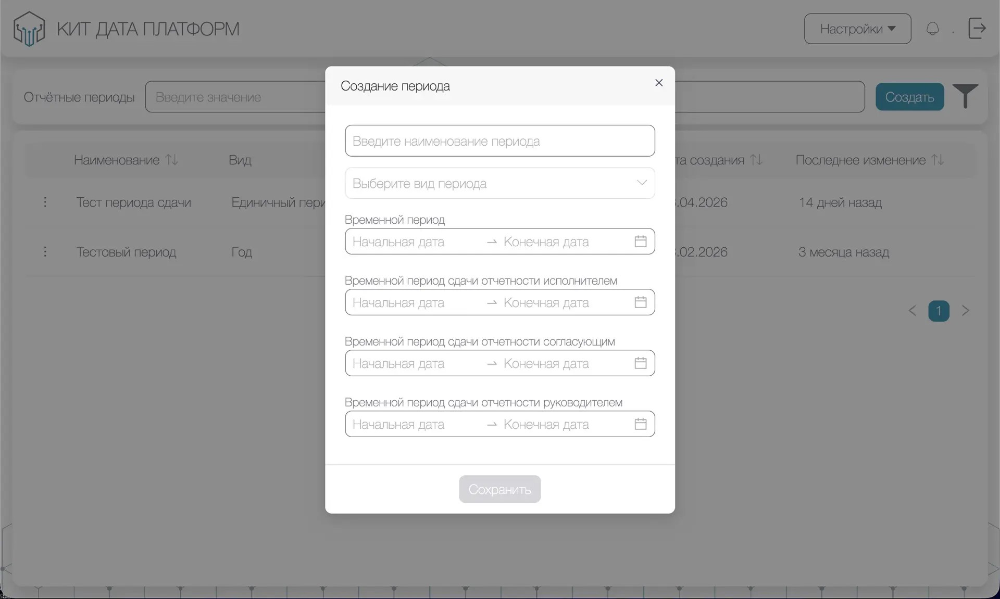 КИТ ДАТА ПЛАТФОРМ
Настройки
Создание периода
Отчётные периоды
Введите значение
Создать
Введите наименование периода
Наименование
Вид
та создания
Последнее изменение
Выберите вид периода
Тест периода сдачи
Единичный пери
.04.2026
14 дней назад
Временной период
Начальная дата
Конечная дата
Тестовый период
Год
.02.2026
3 месяца назад
Временной период сдачи отчетности исполнителем
Начальная дата
Конечная дата
1
Временной период сдачи отчетности согласующим
Начальная дата
Конечная дата
Временной период сдачи отчетности руководителем
Начальная дата
Конечная дата
Сохранить